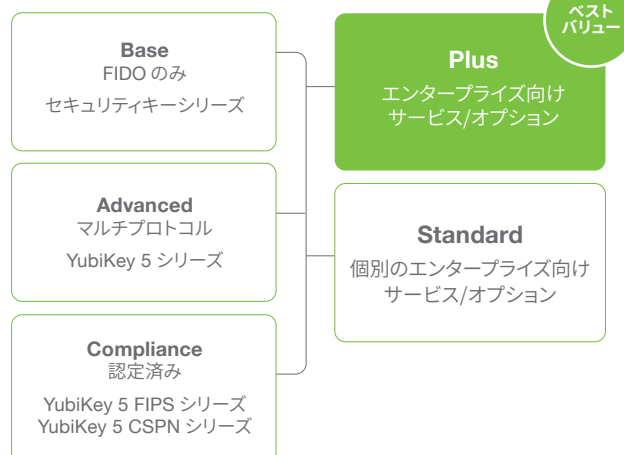 Base
FIDO のみ
セキュリティキーシリーズ
Advanced
マルチプロトコル
YubiKey 5 シリーズ
Compliance
認定済み
YubiKey 5 FIPS シリーズ
YubiKey 5 CSPN シリーズ
ベスト
バリュー
Plus
エンタープライズ向け
サービス/オプション
Standard
個別のエンタープライズ向け
サービス/オプション